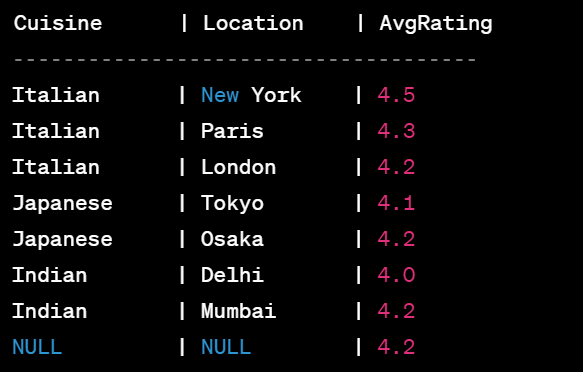 Cuisine | Location | AvgRating
-------------------------------------
Italian | New York | 4.5
Italian | Paris | 4.3
Italian | London | 4.2
Japanese | Tokyo | 4.1
Japanese | Osaka | 4.2
Indian | Delhi | 4.0
Indian | Mumbai | 4.2
NULL | NULL | 4.2